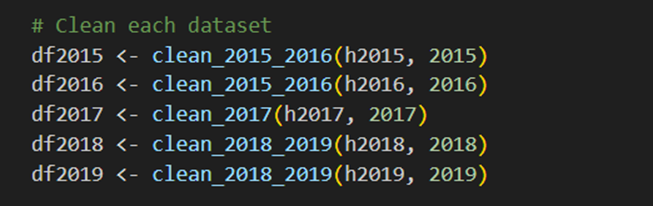 # Clean each dataset
df2015 <- clean_2015_2016(h2015, 2015)
df2016 <- clean_2015_2016(h2016, 2016)
df2017 <- clean_2017(h2017, 2017)
df2018 <- clean_2018_2019(h2018, 2018)
df2019 <- clean_2018_2019(h2019, 2019)